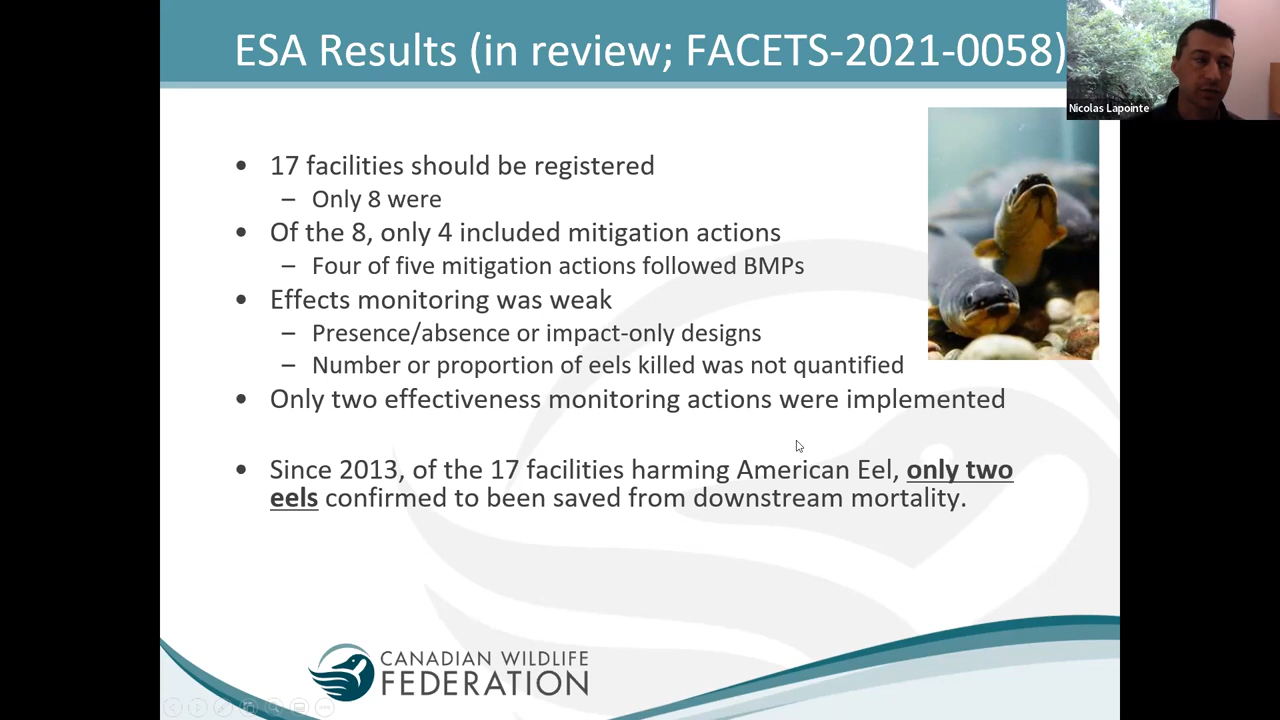 ESA Results (in review; FACETS-2021-0058)
Nicolas Lapointe
• 17 facilities should be registered
– Only 8 were
• Of the 8, only 4 included mitigation actions
– Four of five mitigation actions followed BMPs
• Effects monitoring was weak
– Presence/absence or impact-only designs
– Number or proportion of eels killed was not quantified
• Only two effectiveness monitoring actions were implemented
• Since 2013, of the 17 facilities harming American Eel, only two
eels confirmed to been saved from downstream mortality.
CANADIAN WILDLIFE
FEDERATION